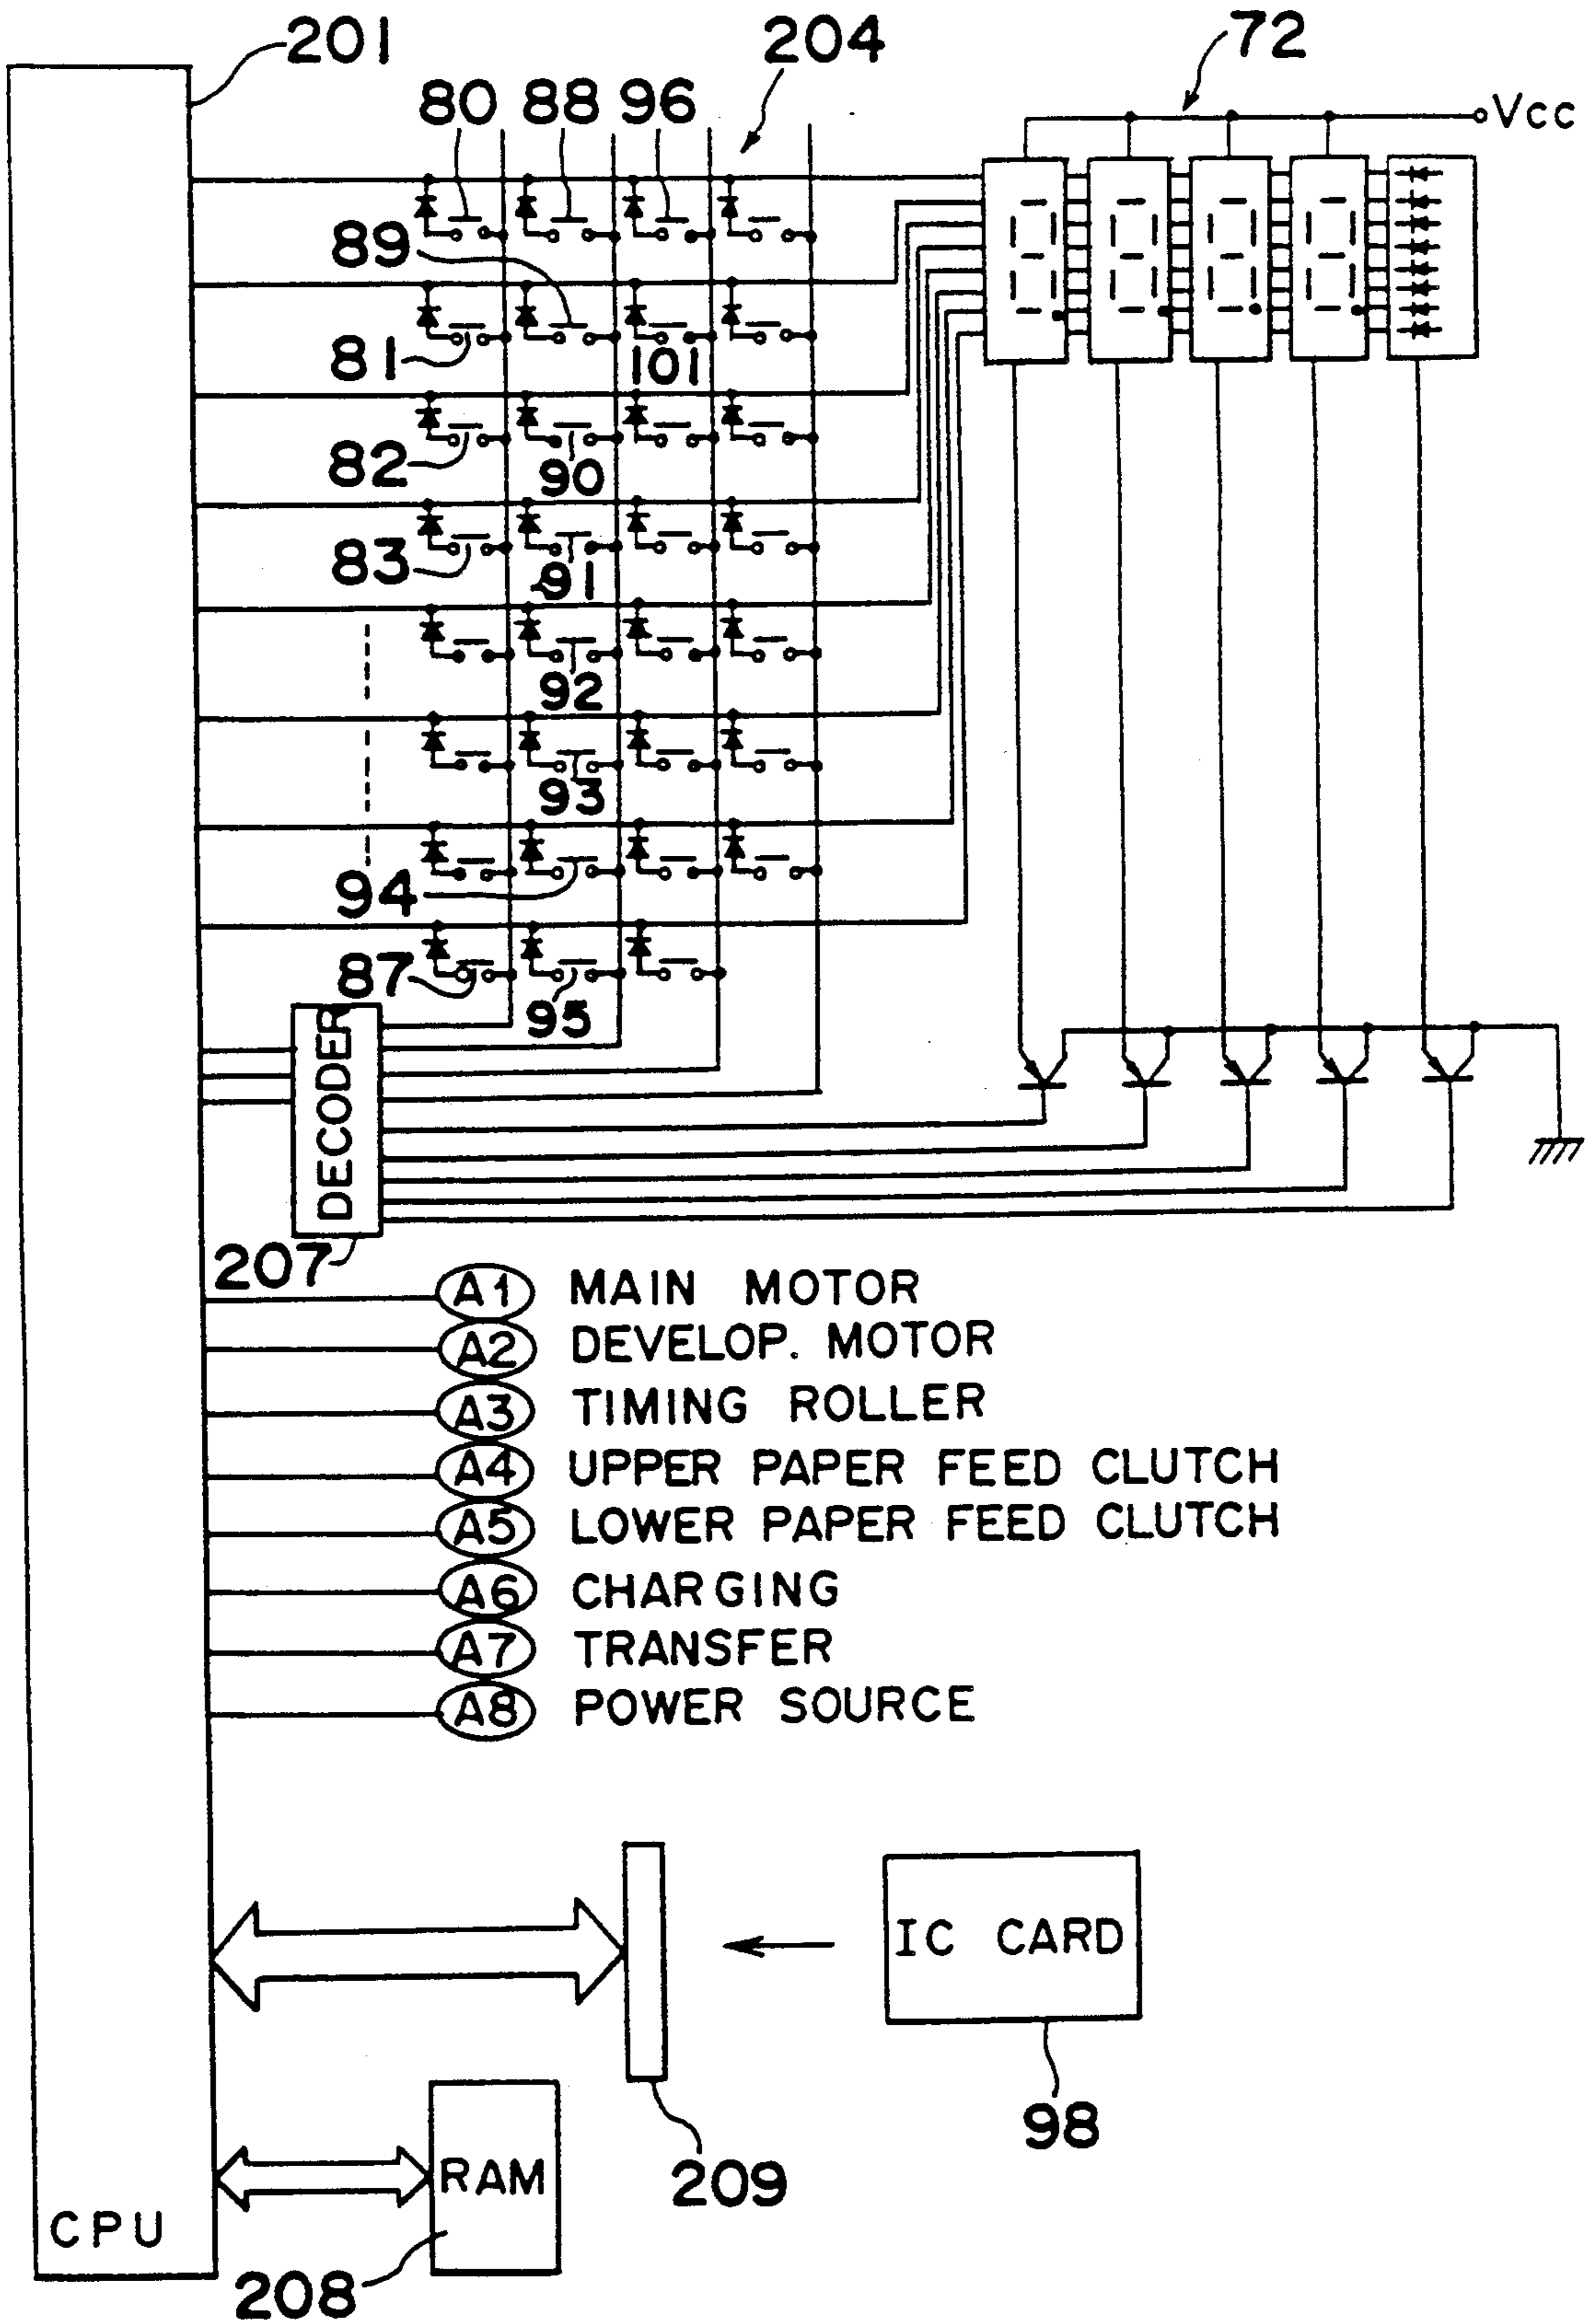 201
204
72
80 88 96
Vcc
89
81
101
82
90
83
91
92
93
94
87
95
DECODER
207
A1 MAIN MOTOR
A2 DEVELOP. MOTOR
A3 TIMING ROLLER
A4 UPPER PAPER FEED CLUTCH
A5 LOWER PAPER FEED CLUTCH
A6 CHARGING
A7 TRANSFER
A8 POWER SOURCE
IC CARD
98
209
RAM
CPU
208